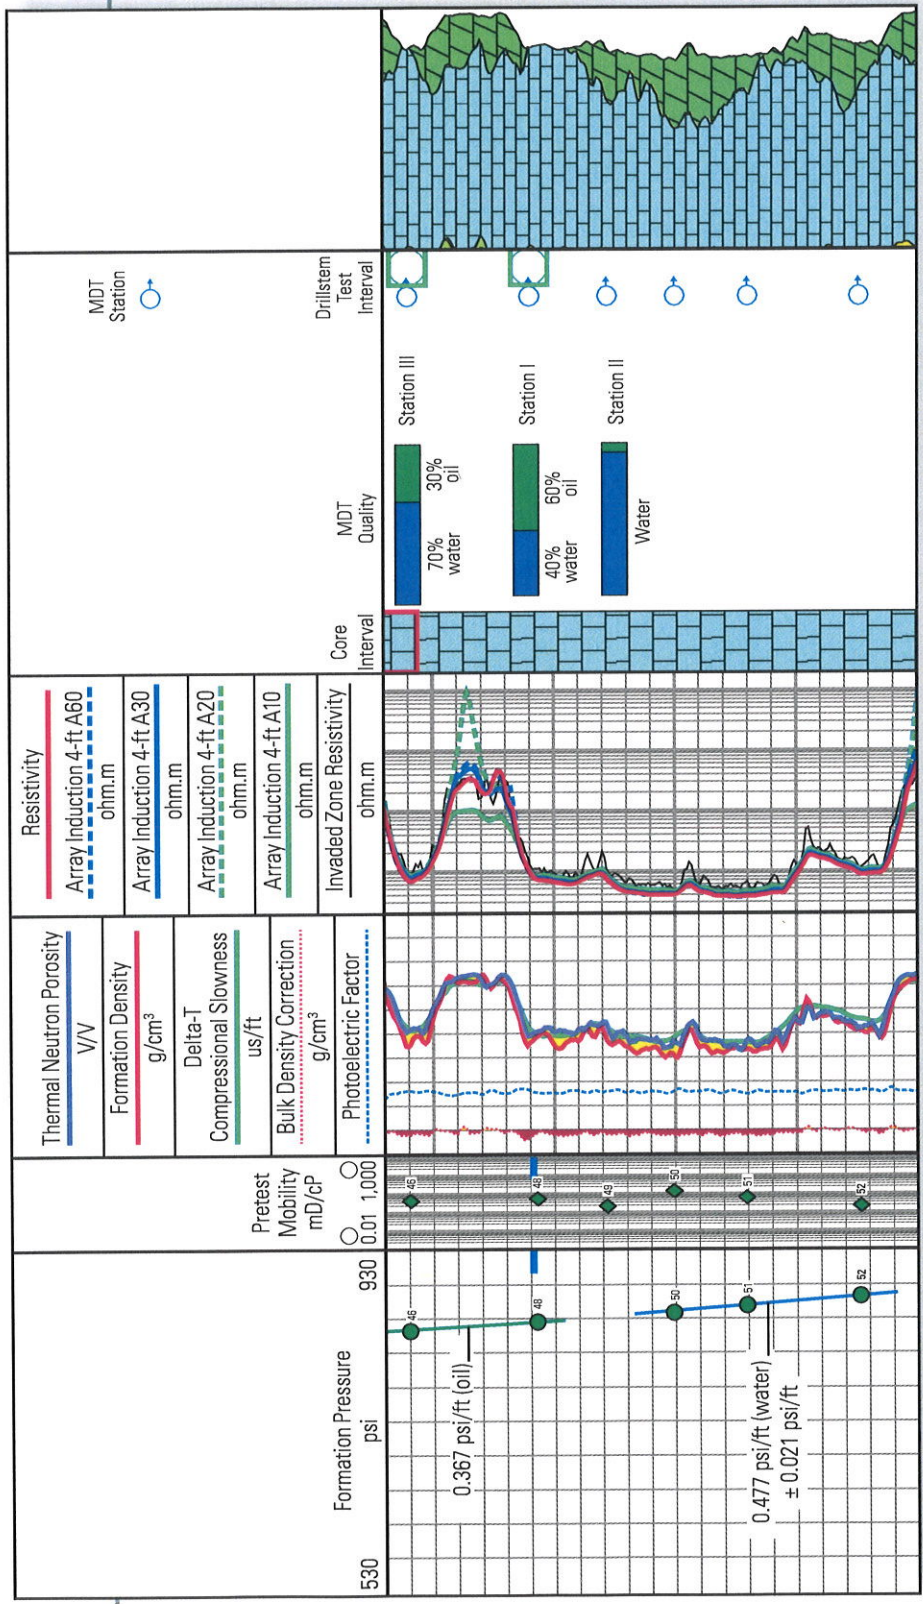 Formation Pressure
530
psi
930
Pretest
Mobility
mD/cP
0.01
1,000
Thermal Neutron Porosity
V/V
Formation Density
g/cm³
Delta-T
Compressional Slowness
us/ft
Bulk Density Correction
g/cm³
Photoelectric Factor
Resistivity
Array Induction 4-ft A60
ohm.m
Array Induction 4-ft A30
ohm.m
Array Induction 4-ft A20
ohm.m
Array Induction 4-ft A10
ohm.m
Invaded Zone Resistivity
ohm.m
Core
Interval
MDT
Quality
MDT
Station
Drillstem
Test
Interval
46
48
50
51
52
0.367 psi/ft (oil)
0.477 psi/ft (water)
± 0.021 psi/ft
46
48
49
50
51
52
70%
water
30%
oil
Station III
40%
water
60%
oil
Station I
Water
Station II